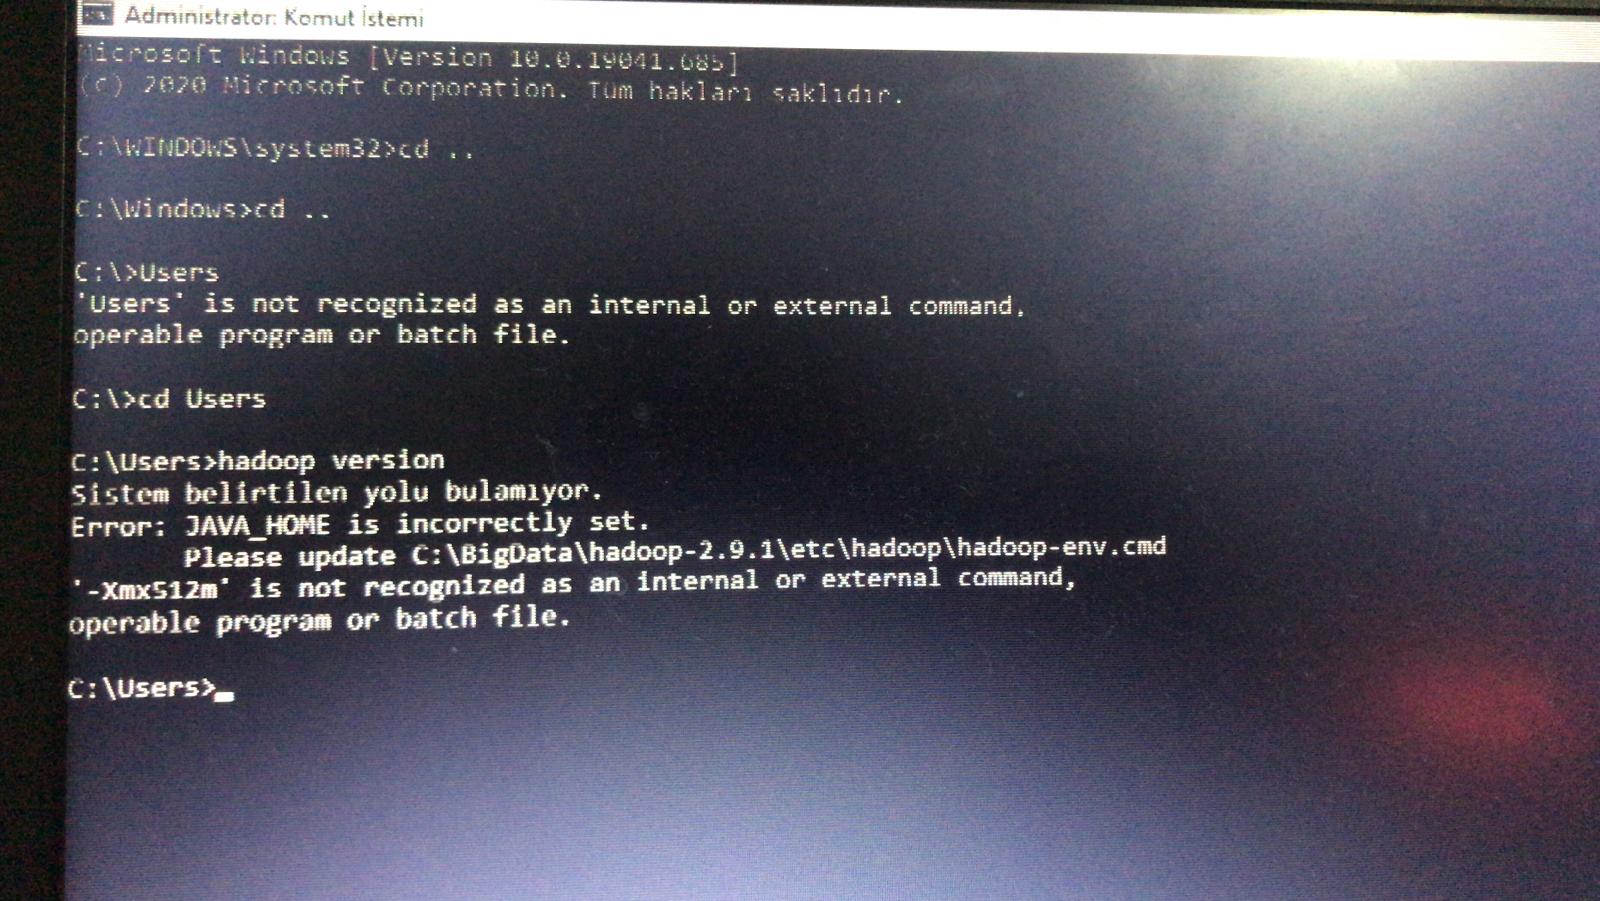 Administrator: Komut İstemi
Microsoft Windows [Version 10.0.19041.685]
(c) 2020 Microsoft Corporation. Tüm hakları saklıdır.
C:\WINDOWS\system32>cd ..
C:\Windows>cd ..
C:\>Users
'Users' is not recognized as an internal or external command,
operable program or batch file.
C:\>cd Users
C:\Users>hadoop version
Sistem belirtilen yolu bulamıyor.
Error: JAVA_HOME is incorrectly set.
Please update C:\BigData\hadoop-2.9.1\etc\hadoop\hadoop-env.cmd
'-Xmx512m' is not recognized as an internal or external command,
operable program or batch file.
C:\Users>